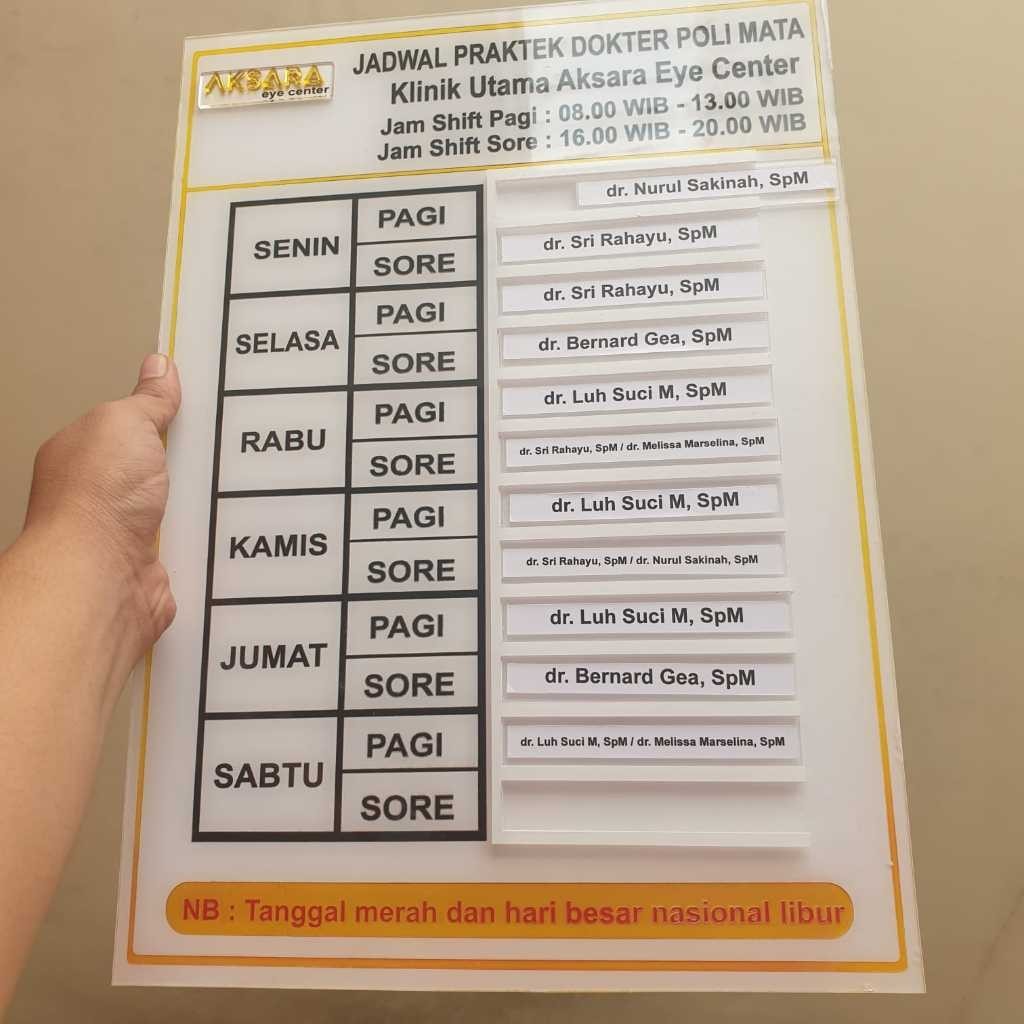 AKSARA
eye center
JADWAL PRAKTEK DOKTER POLI MATA
Klinik Utama Aksara Eye Center
Jam Shift Pagi : 08.00 WIB - 13.00 WIB
Jam Shift Sore : 16.00 WIB - 20.00 WIB
SENIN
PAGI
dr. Nurul Sakinah, SpM
SORE
dr. Sri Rahayu, SpM
SELASA
PAGI
dr. Sri Rahayu, SpM
SORE
dr. Bernard Gea, SpM
RABU
PAGI
dr. Luh Suci M, SpM
SORE
dr. Sri Rahayu, SpM / dr. Melissa Marselina, SpM
KAMIS
PAGI
dr. Luh Suci M, SpM
SORE
dr. Sri Rahayu, SpM / dr. Nurul Sakinah, SpM
JUMAT
PAGI
dr. Luh Suci M, SpM
SORE
dr. Bernard Gea, SpM
SABTU
PAGI
dr. Luh Suci M, SpM / dr. Melissa Marselina, SpM
SORE
NB : Tanggal merah dan hari besar nasional libur